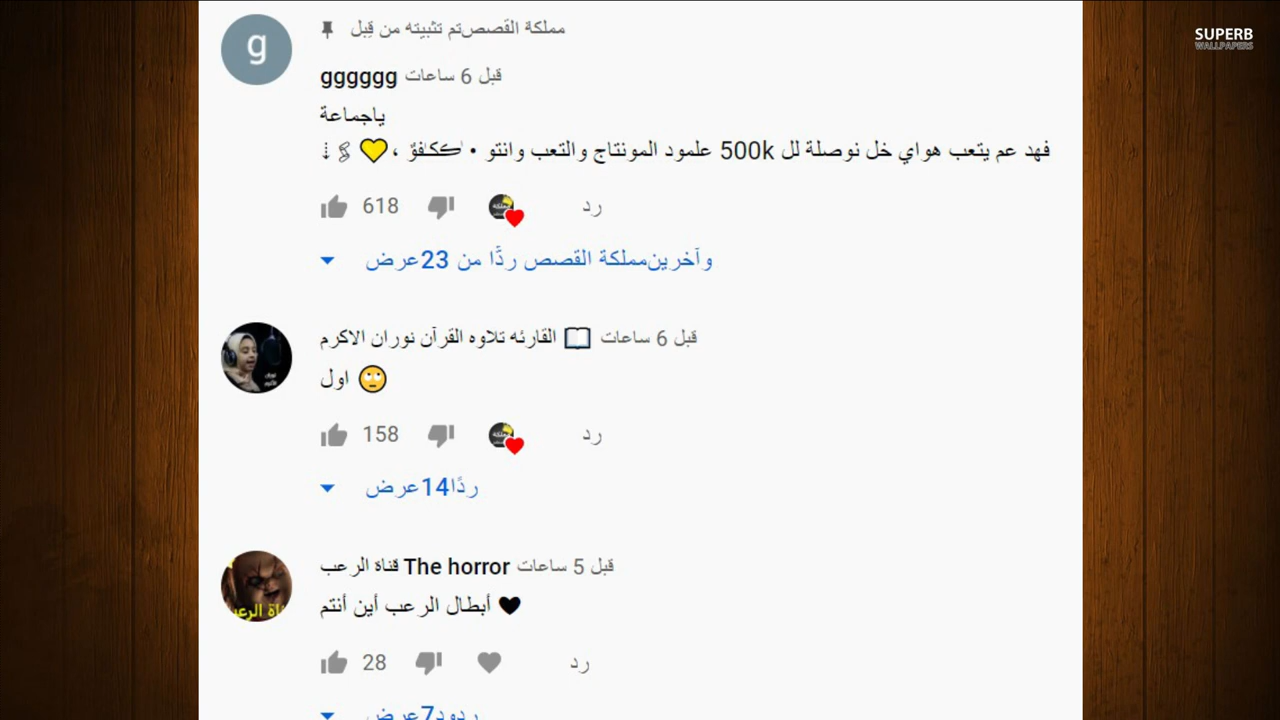 SUPERB
WALLPAPERS
g
مملكة القصصتم تثبيته من قِبل
gggggg قبل 6 ساعات
ياجماعة
فهد عم يتعب هواي خل نوصلة لل 500k علمود المونتاج والتعب وانتو • ،💛
618
رد
وآخرينمملكة القصص ردًّا من 23عرض
القارئه تلاوه القرآن نوران الاكرم 📖 قبل 6 ساعات
اول 🙄
158
رد
ردًا14عرض
قناة الرعب The horror قبل 5 ساعات
أبطال الرعب أين أنتم 🖤
28
رد
ردود7عرض